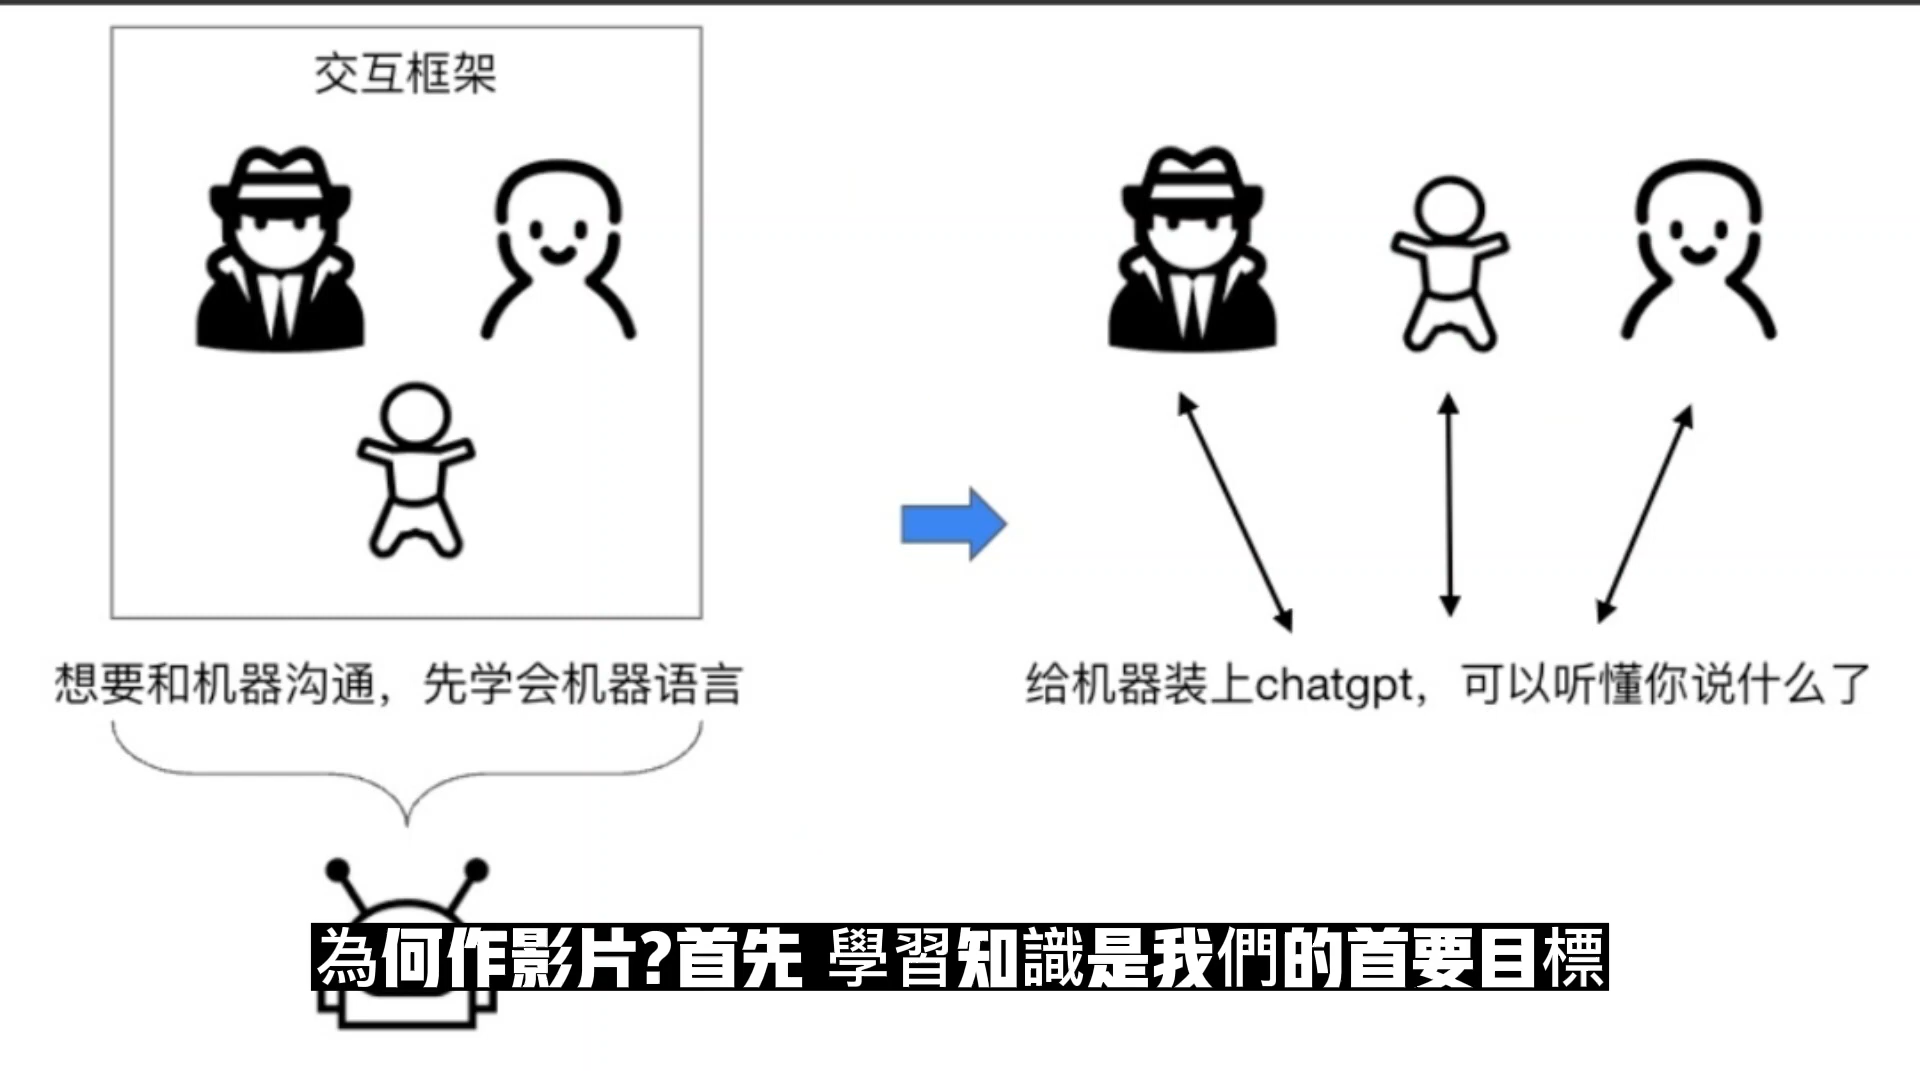 交互框架
想要和机器沟通，先学会机器语言
给机器装上chatgpt，可以听懂你说什么了
為何作影片?首先 學習知識是我們的首要目標